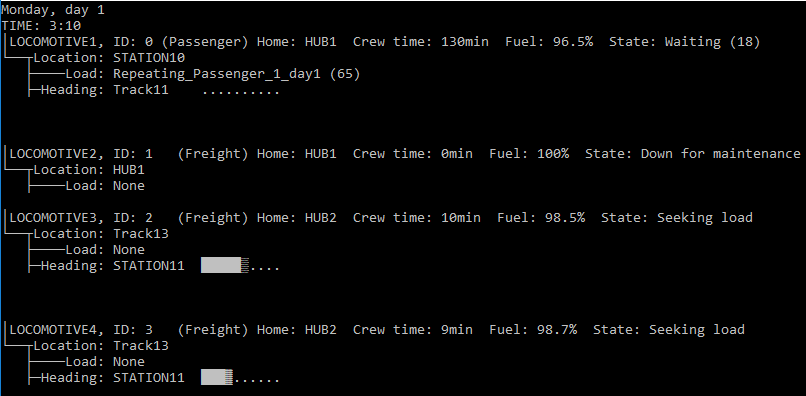 Monday, day 1
TIME: 3:10
LOCOMOTIVE1, ID: 0 (Passenger) Home: HUB1  Crew time: 130min  Fuel: 96.5%  State: Waiting (18)
Location: STATION10
Load: Repeating_Passenger_1_day1 (65)
Heading: Track11    ..........
LOCOMOTIVE2, ID: 1   (Freight) Home: HUB1  Crew time: 0min  Fuel: 100%  State: Down for maintenance
Location: HUB1
Load: None
LOCOMOTIVE3, ID: 2   (Freight) Home: HUB2  Crew time: 10min  Fuel: 98.5%  State: Seeking load
Location: Track13
Load: None
Heading: STATION11  █████▒....
LOCOMOTIVE4, ID: 3   (Freight) Home: HUB2  Crew time: 9min  Fuel: 98.7%  State: Seeking load
Location: Track13
Load: None
Heading: STATION11  ███▒......